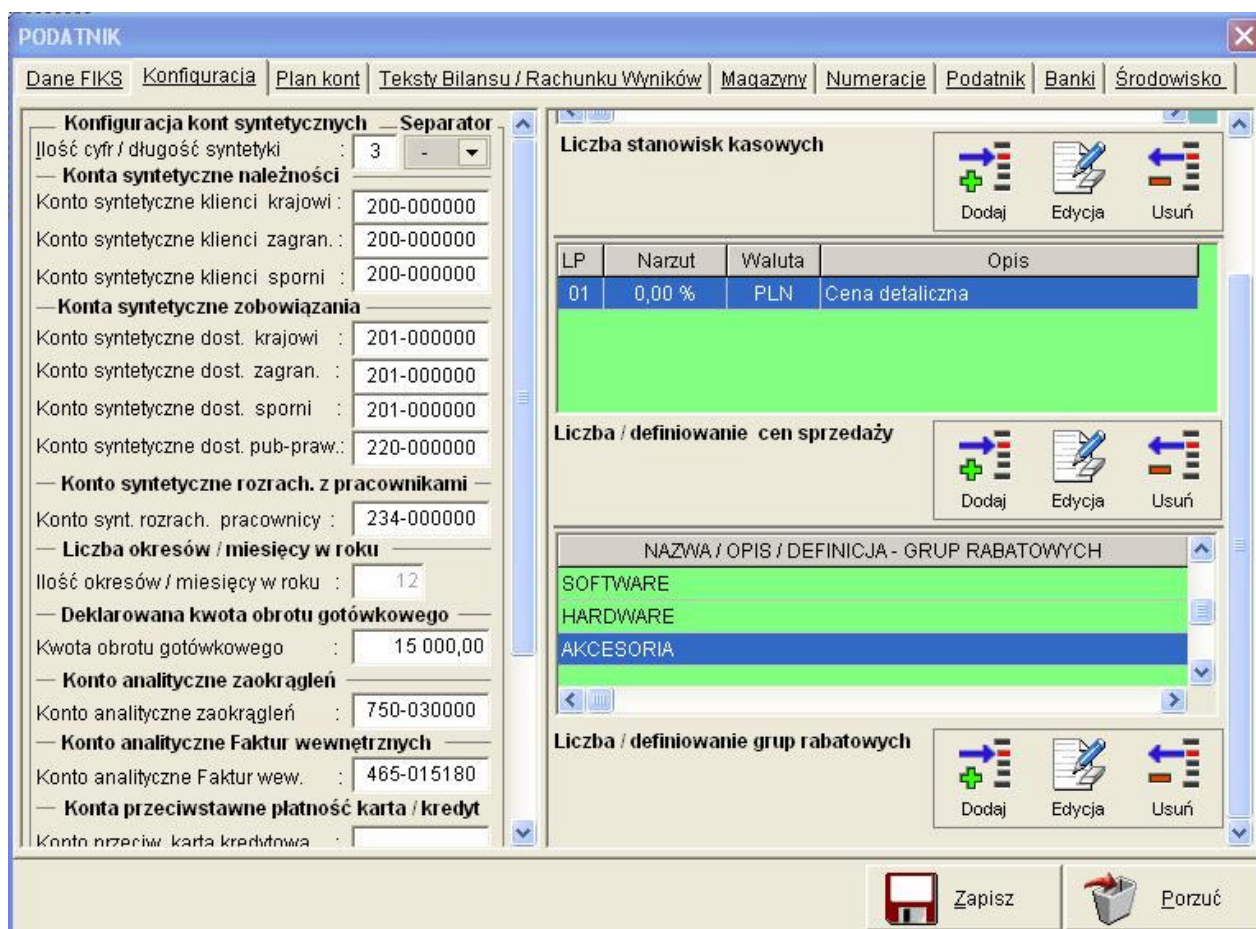 PODATNIK
Dane FIKS Konfiguracja Plan kont Teksty Bilansu / Rachunku Wyników Magazyny Numeracje Podatnik Banki Środowisko
Konfiguracja kont syntetycznych Separator
Ilość cyfr / długość syntetyki : 3 -
Konta syntetyczne należności
Konto syntetyczne klienci krajowi : 200-000000
Konto syntetyczne klienci zagran. : 200-000000
Konto syntetyczne klienci sporni : 200-000000
Konta syntetyczne zobowiązania
Konto syntetyczne dost. krajowi : 201-000000
Konto syntetyczne dost. zagran. : 201-000000
Konto syntetyczne dost. sporni : 201-000000
Konto syntetyczne dost. pub-praw.: 220-000000
Konto syntetyczne rozrach. z pracownikami
Konto synt. rozrach. pracownicy : 234-000000
Liczba okresów / miesięcy w roku
Ilość okresów / miesięcy w roku : 12
Deklarowana kwota obrotu gotówkowego
Kwota obrotu gotówkowego : 15 000,00
Konto analityczne zaokrągleń
Konto analityczne zaokrągleń : 750-030000
Konto analityczne Faktur wewnętrznych
Konto analityczne Faktur wew. : 465-015180
Konta przeciwstawne płatność karta / kredyt
Konto przeciw. karta kredytowa :
Liczba stanowisk kasowych
Dodaj Edycja Usuń
LP Narzut Waluta Opis
01 0,00 % PLN Cena detaliczna
Liczba / definiowanie cen sprzedaży
Dodaj Edycja Usuń
NAZWA / OPIS / DEFINICJA - GRUP RABATOWYCH
SOFTWARE
HARDWARE
AKCESORIA
Liczba / definiowanie grup rabatowych
Dodaj Edycja Usuń
Zapisz Porzuć